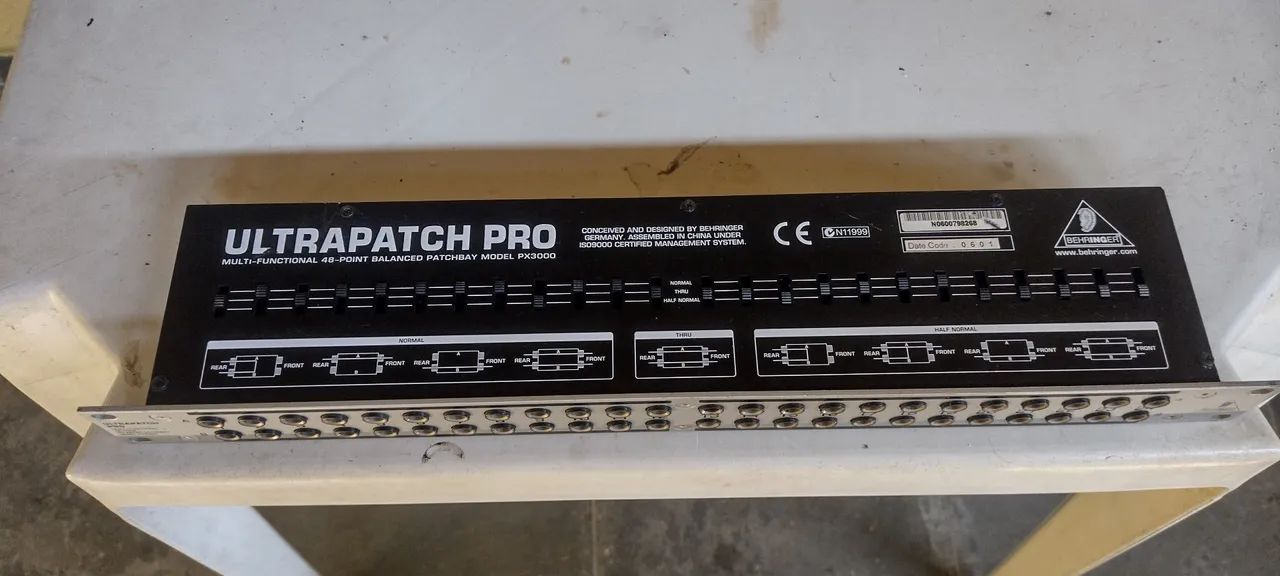 ULTRAPATCH PRO
MULTI-FUNCTIONAL 48-POINT BALANCED PATCHBAY MODEL PX3000
CONCEIVED AND DESIGNED BY BEHRINGER
GERMANY. ASSEMBLED IN CHINA UNDER
ISO9000 CERTIFIED MANAGEMENT SYSTEM.
CE
N11999
N0600798268
Date Code: 0601
BEHRINGER
www.behringer.com
NORMAL
THRU
HALF NORMAL
NORMAL
THRU
HALF NORMAL
REAR A FRONT
REAR A B FRONT
REAR A B FRONT
REAR A B FRONT
REAR A B FRONT
REAR A FRONT
REAR A FRONT
REAR A B FRONT
REAR A B FRONT
A
ULTRAPATCH
PRO